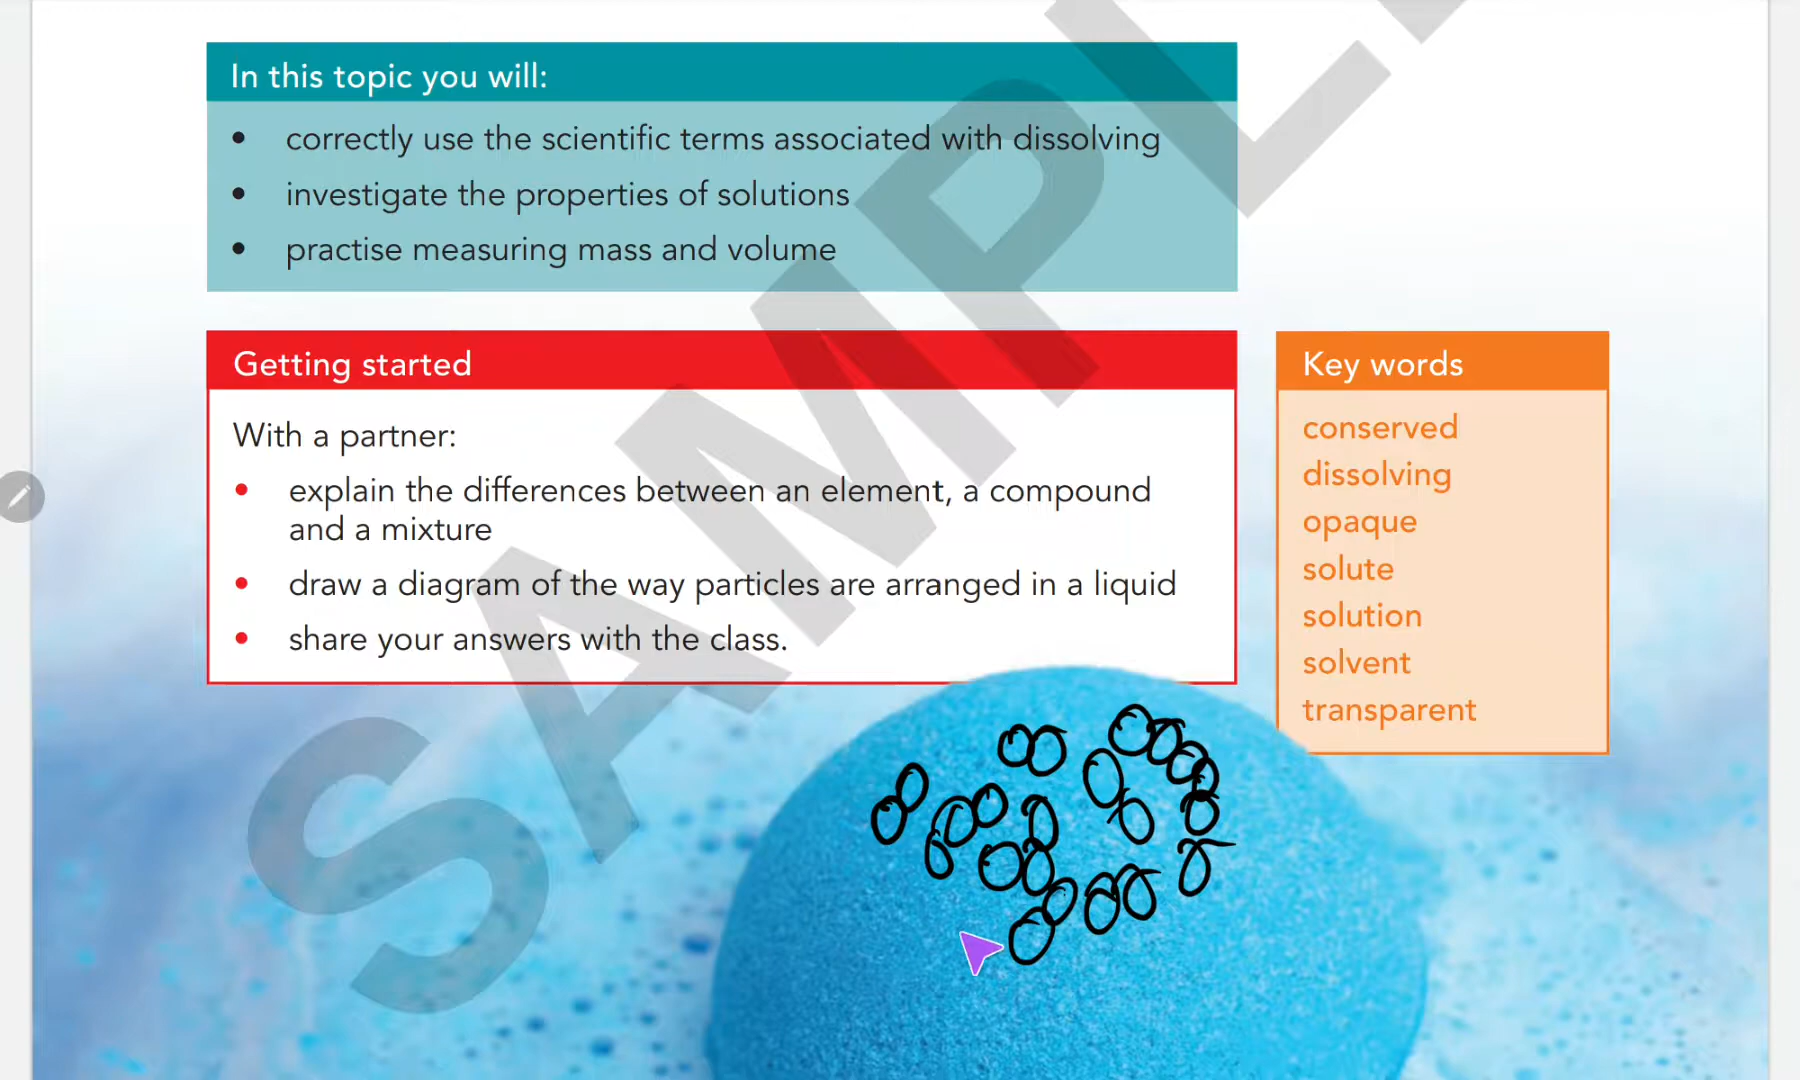 In this topic you will:
• correctly use the scientific terms associated with dissolving
• investigate the properties of solutions
• practise measuring mass and volume
Getting started
With a partner:
• explain the differences between an element, a compound
and a mixture
• draw a diagram of the way particles are arranged in a liquid
• share your answers with the class.
Key words
conserved
dissolving
opaque
solute
solution
solvent
transparent
SAMPL